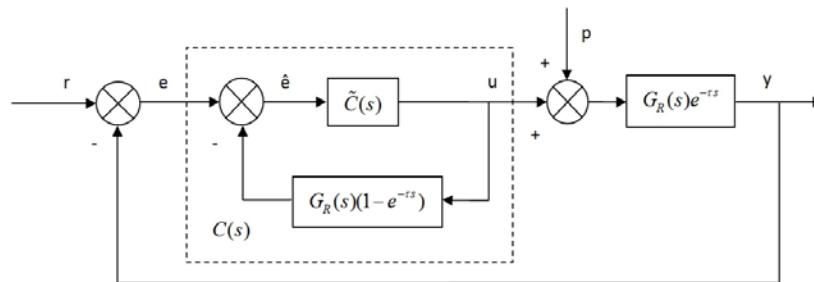 p
r
e
ê
C̃(s)
u
G_R(s)e^{-τs}
y
+
+
-
-
G_R(s)(1-e^{-τs})
C(s)